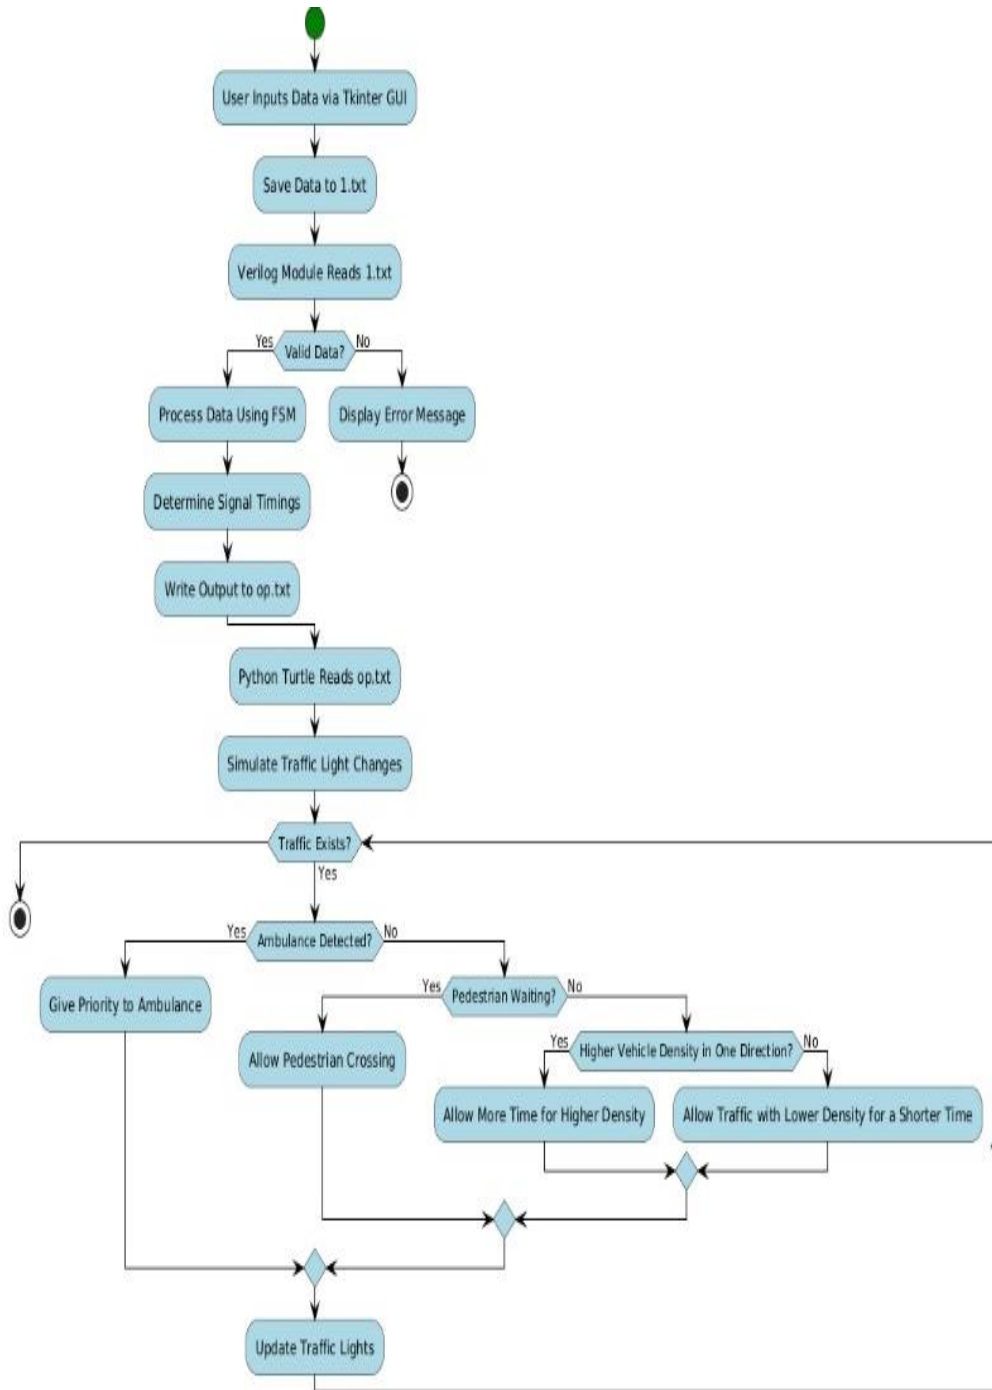 User Inputs Data via Tkinter GUI
Save Data to 1.txt
Verilog Module Reads 1.txt
Yes
Valid Data?
No
Process Data Using FSM
Display Error Message
Determine Signal Timings
Write Output to op.txt
Python Turtle Reads op.txt
Simulate Traffic Light Changes
Traffic Exists?
Yes
Yes
Ambulance Detected?
No
Give Priority to Ambulance
Yes
Pedestrian Waiting?
No
Allow Pedestrian Crossing
Yes
Higher Vehicle Density in One Direction?
No
Allow More Time for Higher Density
Allow Traffic with Lower Density for a Shorter Time
Update Traffic Lights